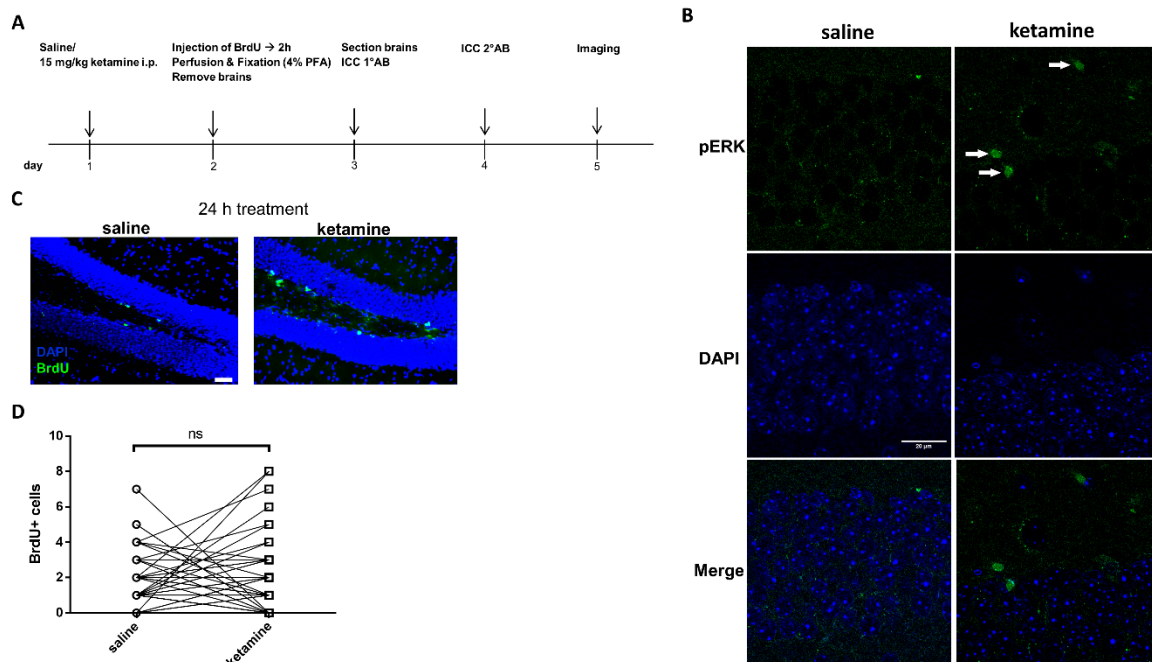 A
Saline/
15 mg/kg ketamine i.p.
Injection of BrdU → 2h
Perfusion & Fixation (4% PFA)
Remove brains
Section brains
ICC 1°AB
ICC 2°AB
Imaging
day
1
2
3
4
5
B
saline
ketamine
pERK
DAPI
20 µm
Merge
C
24 h treatment
saline
ketamine
DAPI
BrdU
D
ns
BrdU+ cells
10
8
6
4
2
0
saline
ketamine